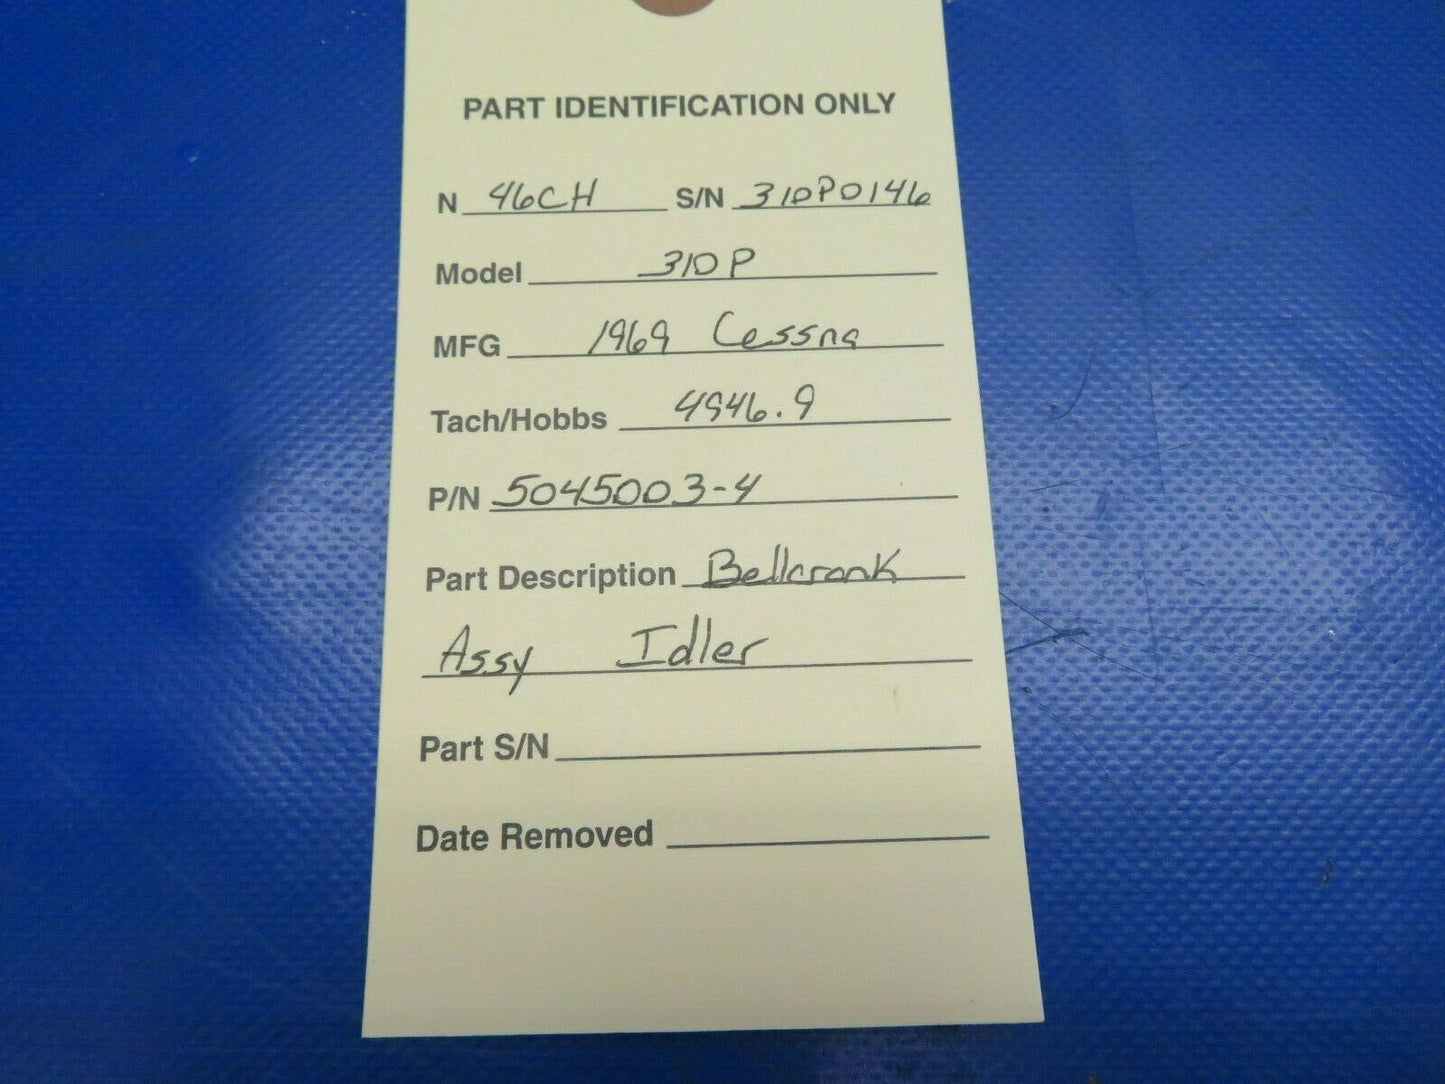 PART IDENTIFICATION ONLY
N 46CH S/N 310P0146
Model 310P
MFG 1969 Cessna
Tach/Hobbs 4946.9
P/N 5045003-4
Part Description Bellcrank
Assy Idler
Part S/N
Date Removed